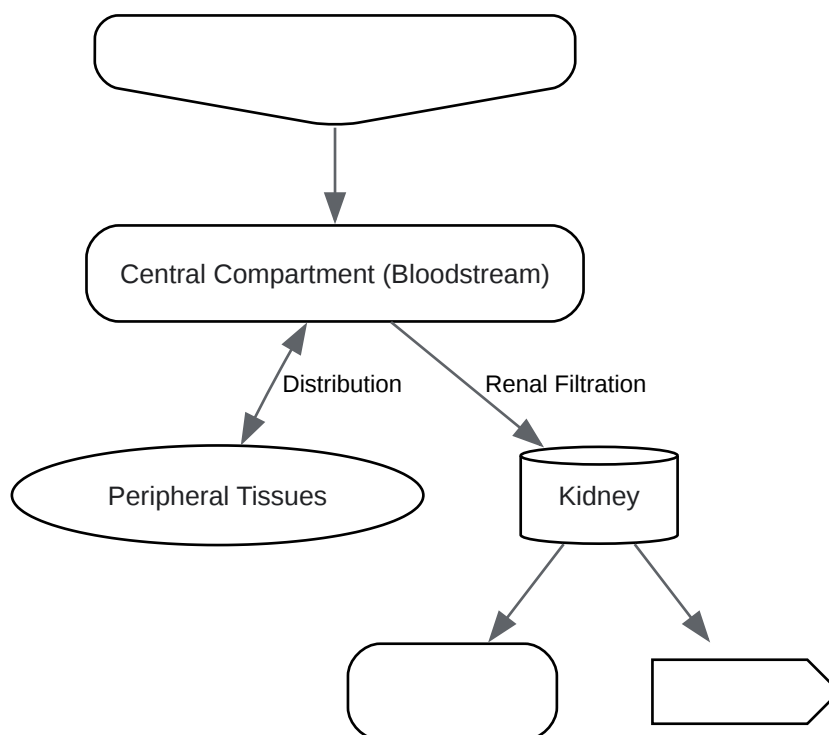 Central Compartment (Bloodstream)
Distribution
Renal Filtration
Peripheral Tissues
Kidney